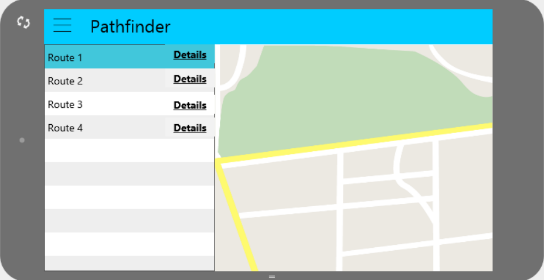 Pathfinder
Route 1 Details
Route 2 Details
Route 3 Details
Route 4 Details